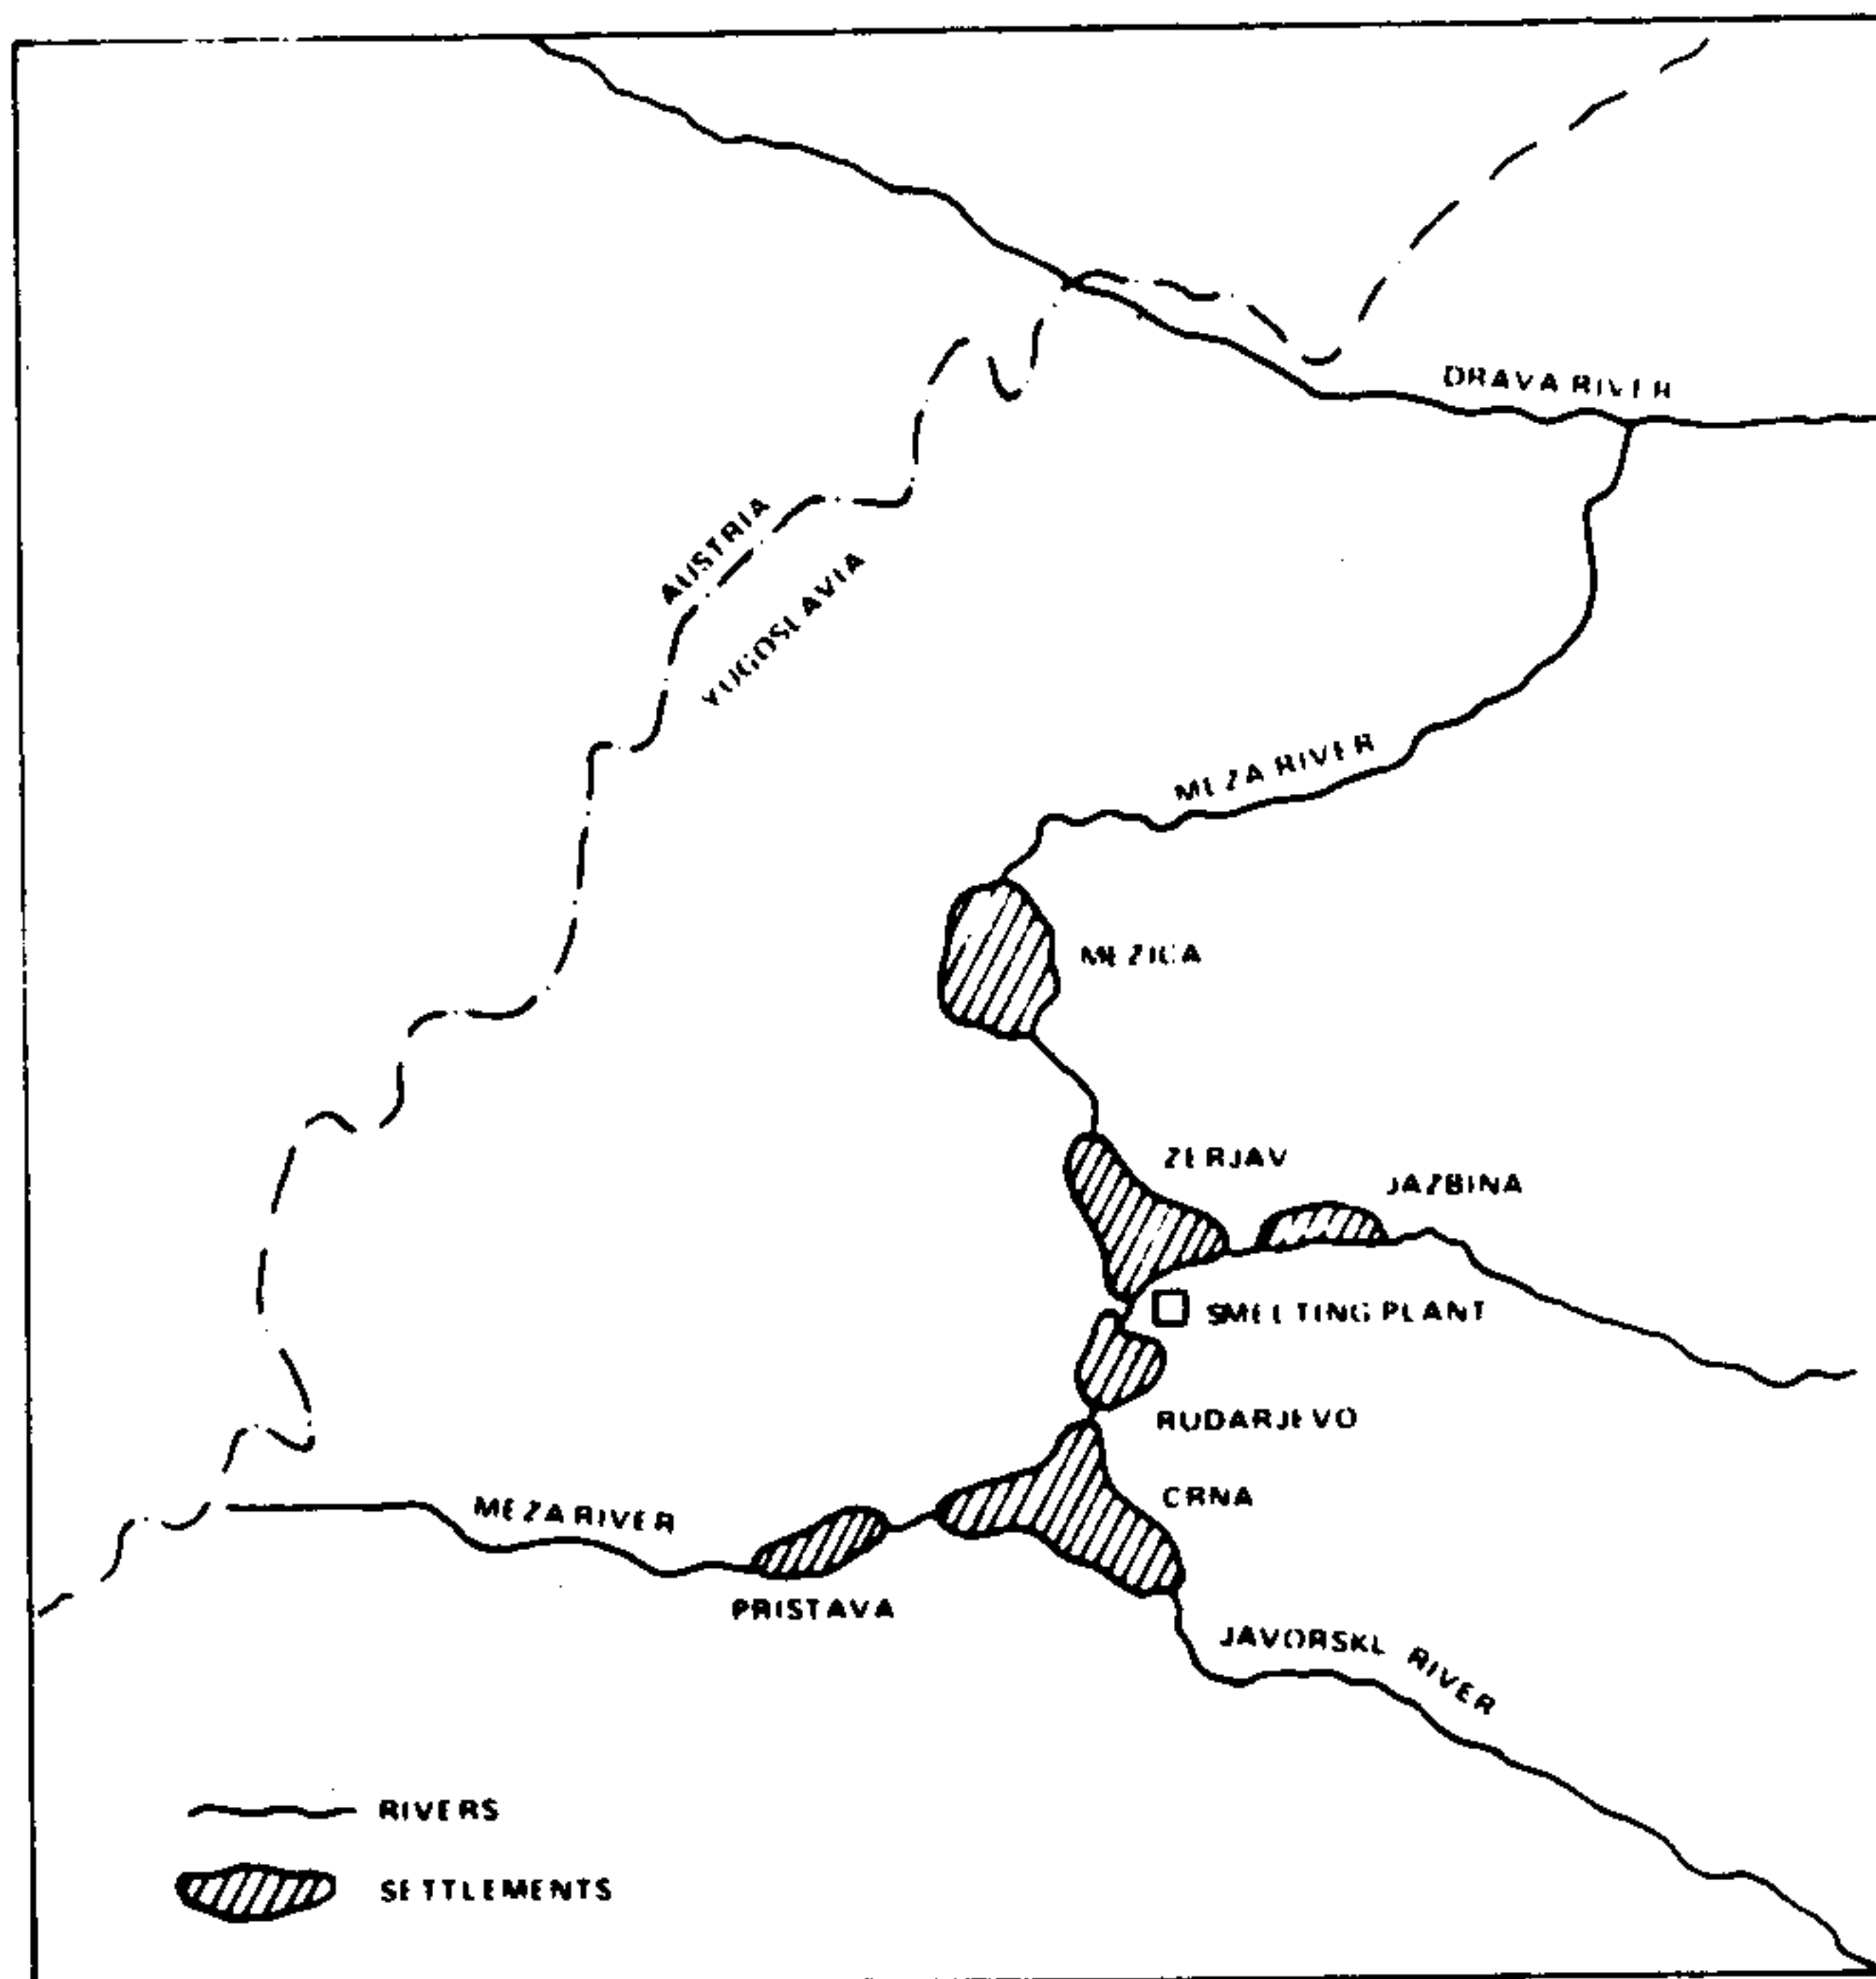 DRAVA RIVER
AUSTRIA
YUGOSLAVIA
MEZA RIVER
MEZICA
ZERJAV
JAZBINA
SMELTING PLANT
RUDARJEVO
CRNA
MEZA RIVER
PRISTAVA
JAVORSKI RIVER
RIVERS
SETTLEMENTS